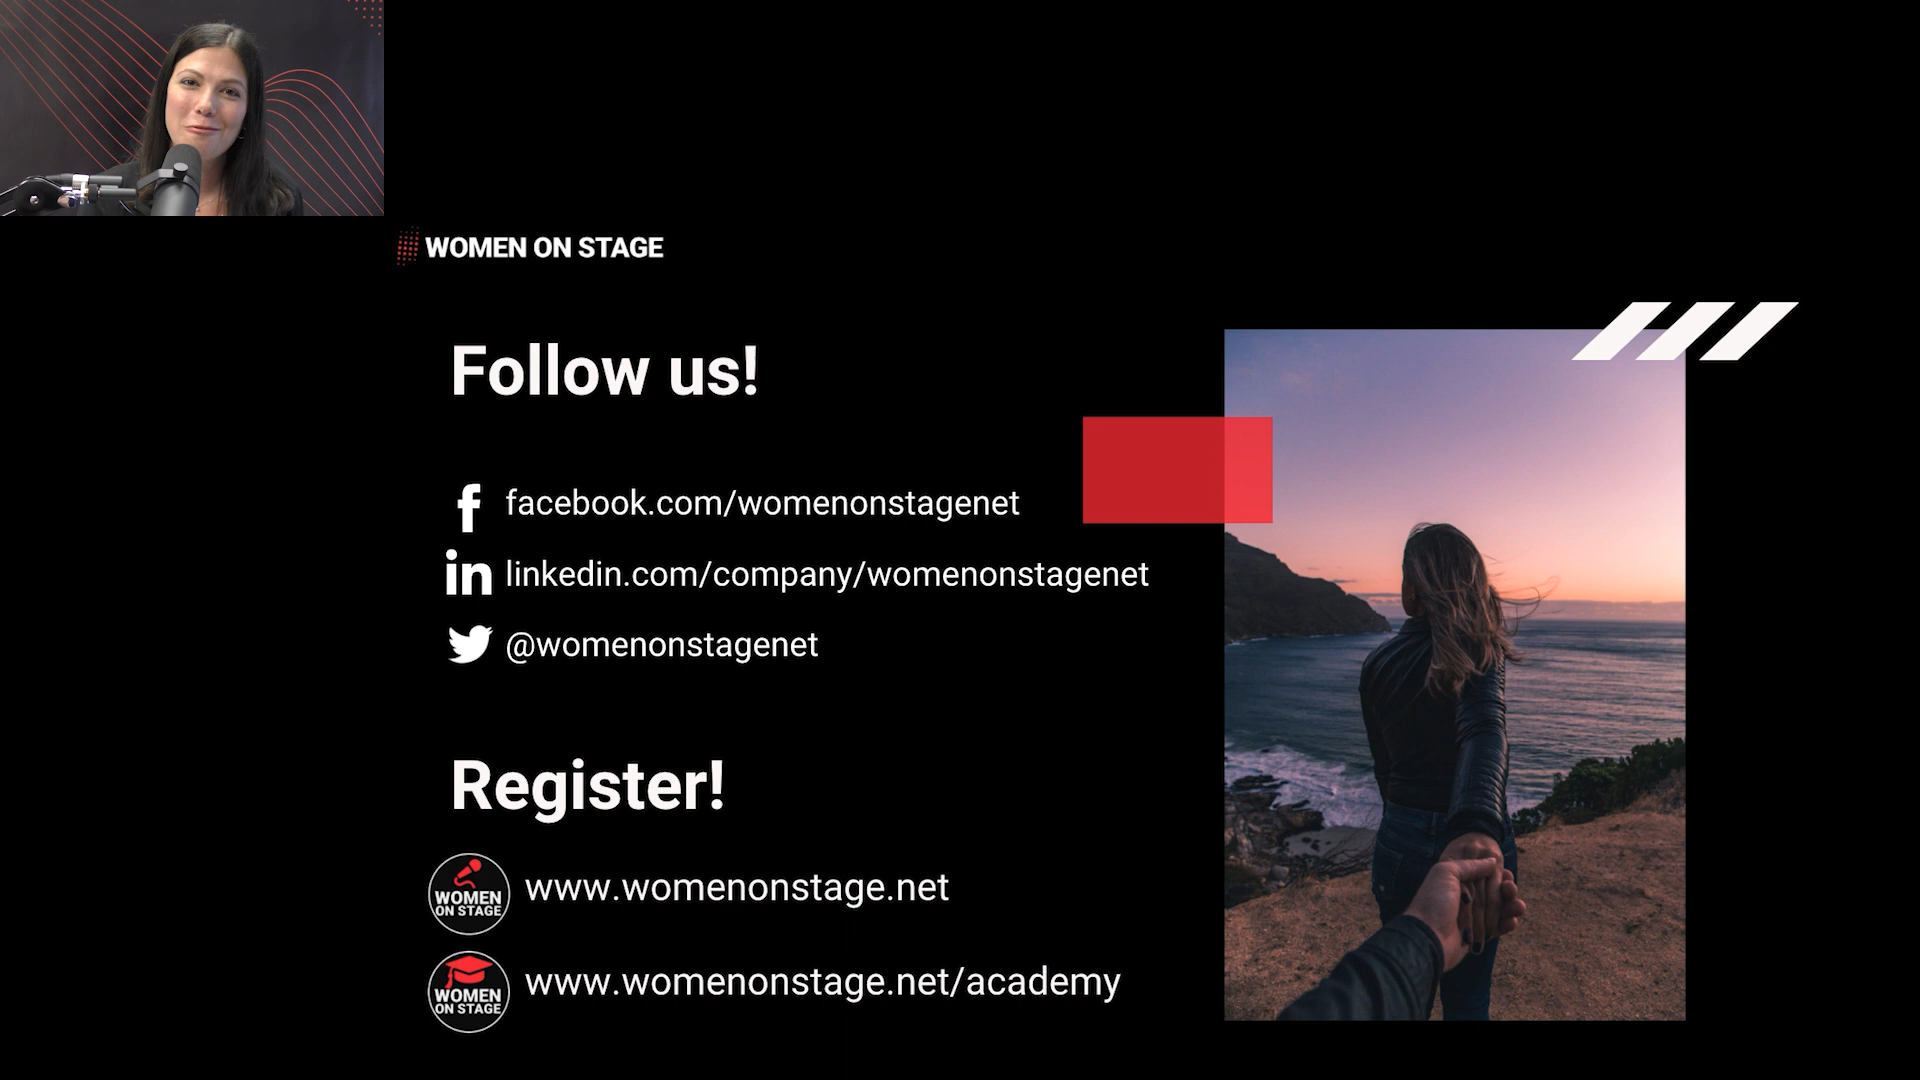 WOMEN ON STAGE
Follow us!
facebook.com/womenonstagenet
linkedin.com/company/womenonstagenet
@womenonstagenet
Register!
WOMEN
ON STAGE
www.womenonstage.net
WOMEN
ON STAGE
www.womenonstage.net/academy